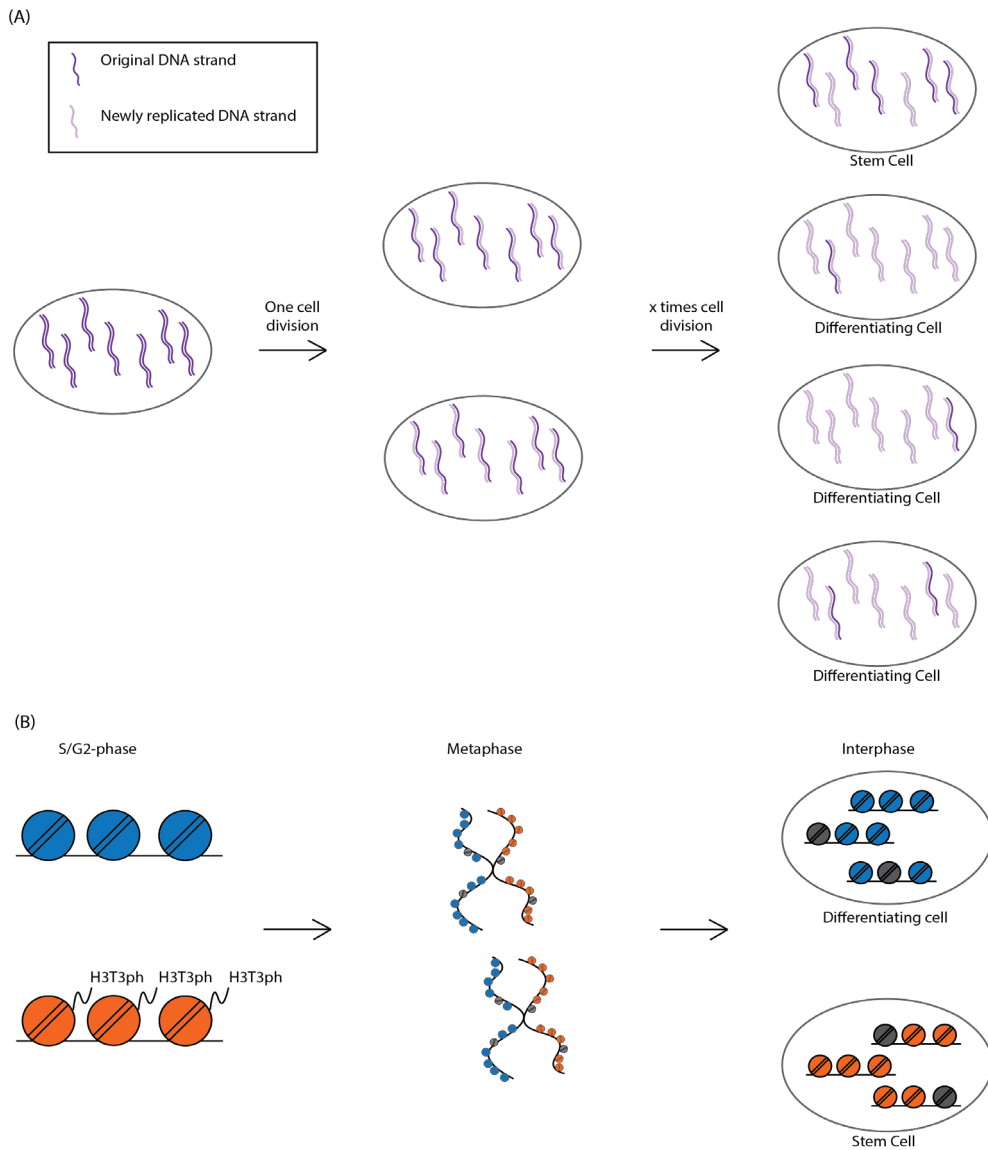 (A)
Original DNA strand
Newly replicated DNA strand
One cell
division
x times cell
division
Stem Cell
Differentiating Cell
Differentiating Cell
Differentiating Cell
(B)
S/G2-phase
Metaphase
Interphase
H3T3ph H3T3ph H3T3ph
Differentiating cell
Stem Cell